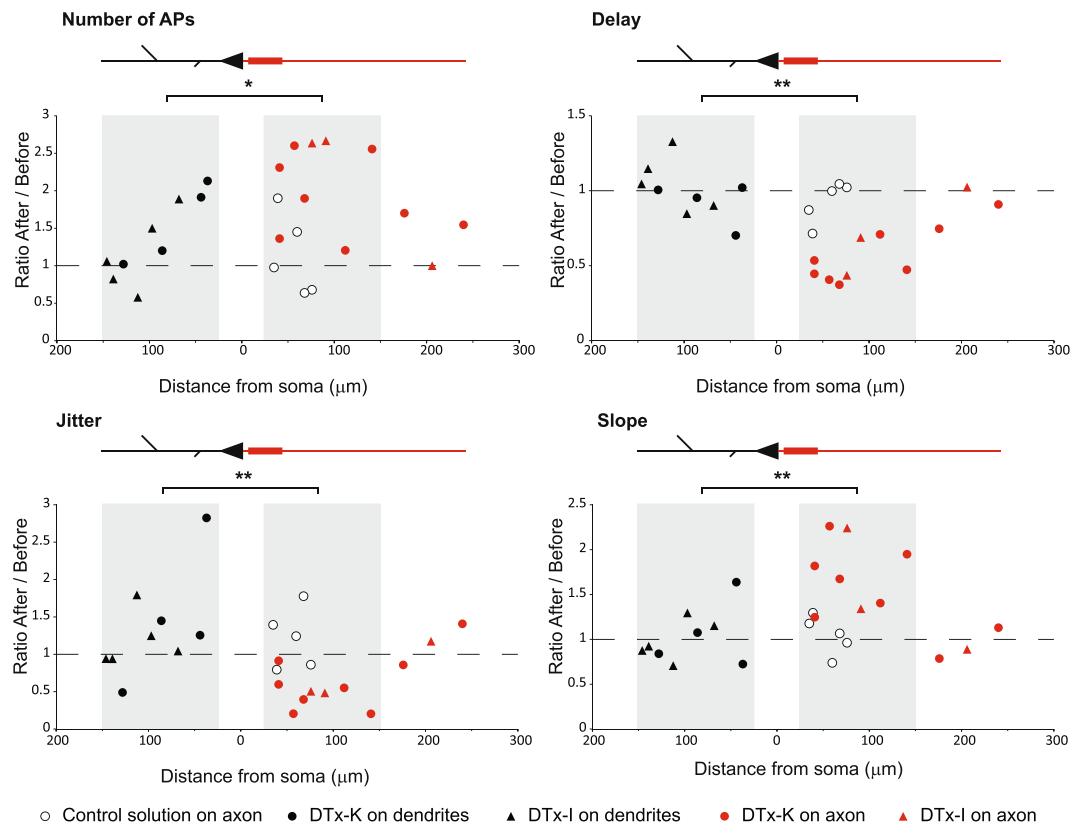 Number of APs
*
Ratio After / Before
3
2.5
2
1.5
1
0.5
0
200 100 0 100 200 300
Distance from soma (μm)
Delay
**
Ratio After / Before
1.5
1
0.5
0
200 100 0 100 200 300
Distance from soma (μm)
Jitter
**
Ratio After / Before
3
2.5
2
1.5
1
0.5
0
200 100 0 100 200 300
Distance from soma (μm)
Slope
**
Ratio After / Before
2.5
2
1.5
1
0.5
0
200 100 0 100 200 300
Distance from soma (μm)
Control solution on axon DTx-K on dendrites DTx-I on dendrites DTx-K on axon DTx-I on axon